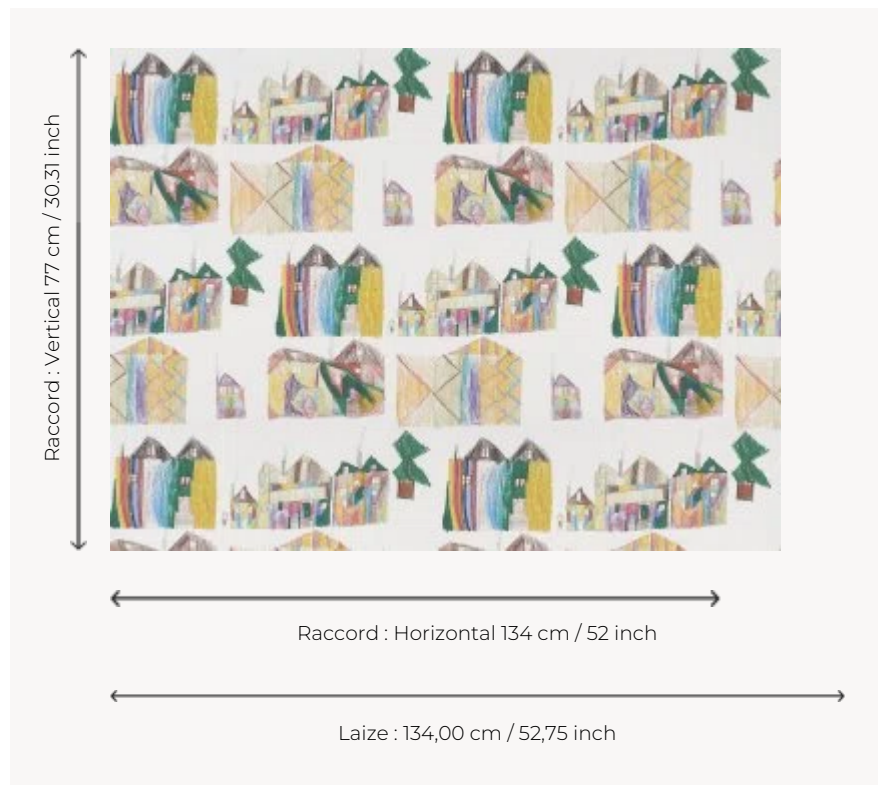 Raccord : Vertical 77 cm / 30.31 inch
Raccord : Horizontal 134 cm / 52 inch
Laize : 134,00 cm / 52,75 inch